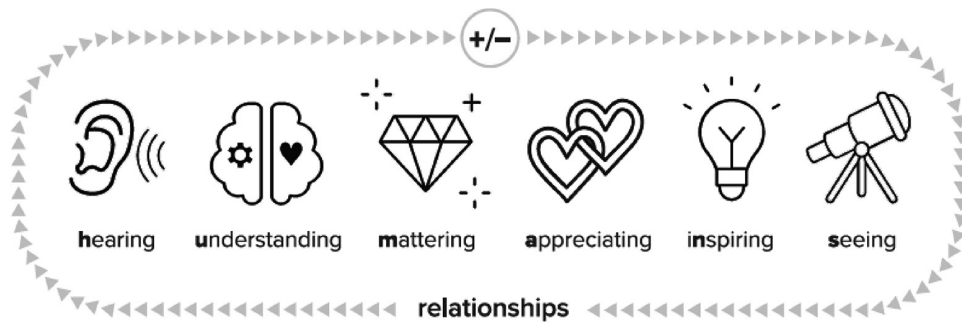 +/-
hearing understanding mattering appreciating inspiring seeing
relationships